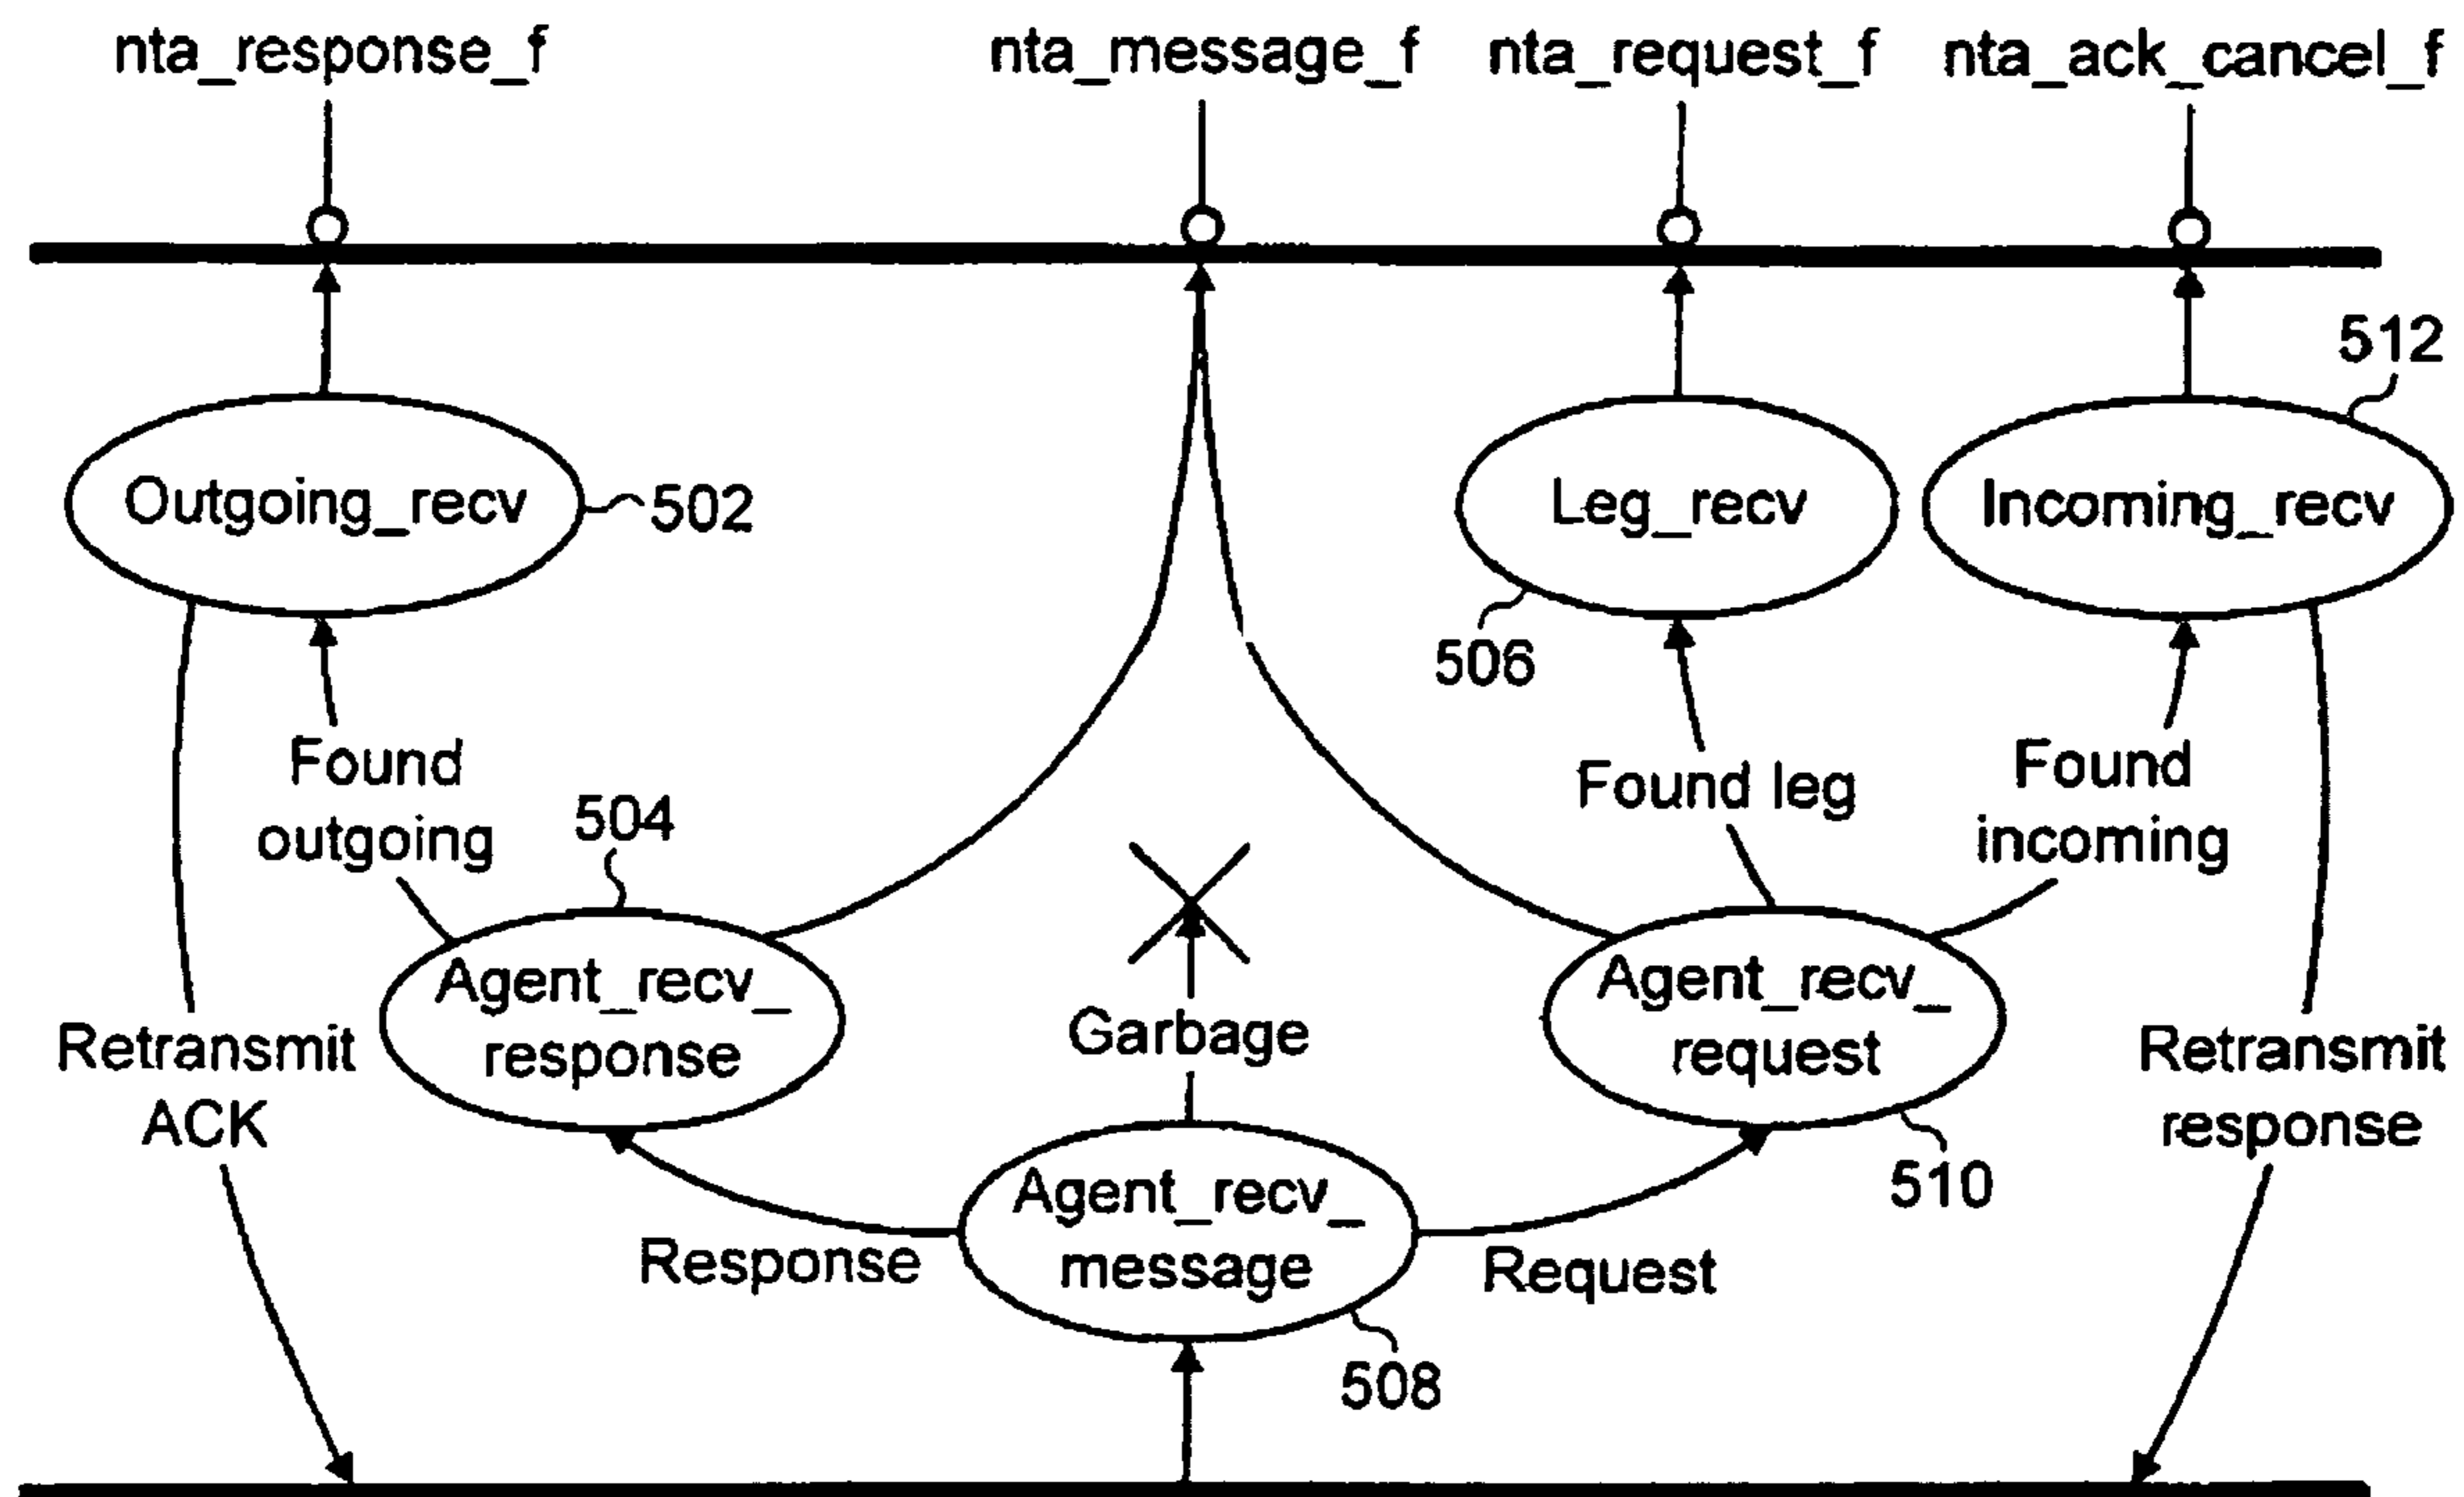 nta_response_f
nta_message_f
nta_request_f
nta_ack_cancel_f
512
Outgoing_recv
502
Leg_recv
Incoming_recv
506
Found
outgoing
504
Found leg
Found
incoming
Agent_recv_
response
Garbage
Agent_recv_
request
Retransmit
ACK
Retransmit
response
510
Agent_recv_
message
Response
Request
508